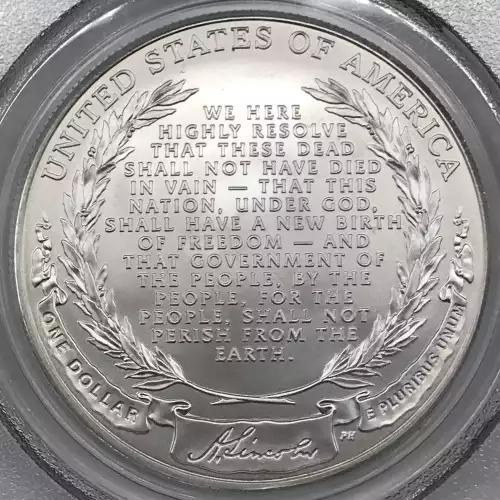 UNITED STATES OF AMERICA
WE HERE
HIGHLY RESOLVE
THAT THESE DEAD
SHALL NOT HAVE DIED
IN VAIN — THAT THIS
NATION, UNDER GOD,
SHALL HAVE A NEW BIRTH
OF FREEDOM — AND
THAT GOVERNMENT OF
THE PEOPLE, BY THE
PEOPLE, FOR THE
PEOPLE, SHALL NOT
PERISH FROM THE
EARTH.
ONE DOLLAR
A. Lincoln
PH
E PLURIBUS UNUM